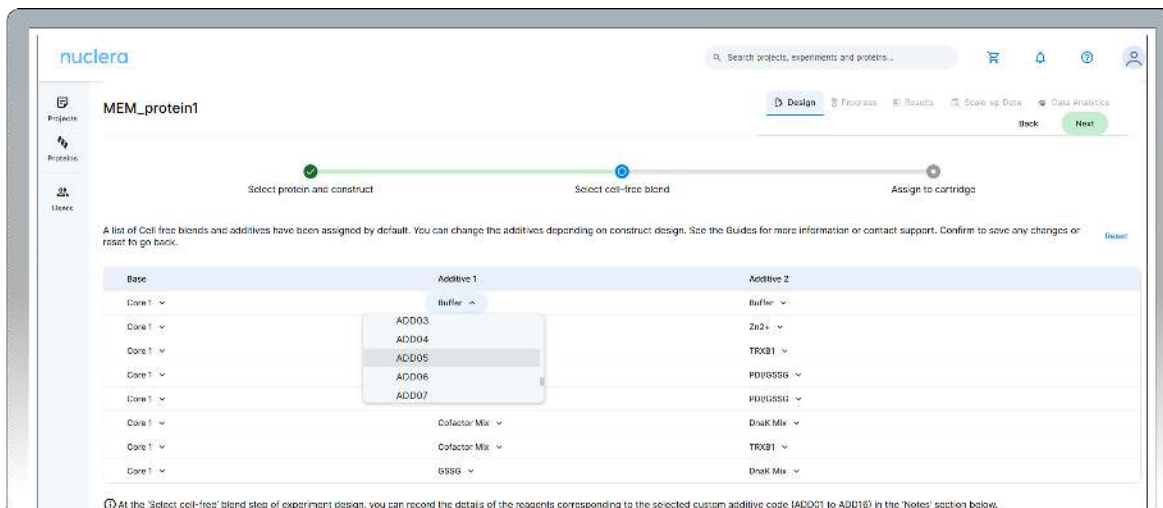 nuclera
Search projects, experiments and proteins...
Projects
Proteins
Users
MEM_protein1
Design Progress Results Scale-up Data Data Analytics
Back Next
Select protein and construct Select cell-free blend Assign to cartridge
A list of Cell free blends and additives have been assigned by default. You can change the additives depending on construct design. See the Guides for more information or contact support. Confirm to save any changes or
reset to go back.
Reset
Base Additive 1 Additive 2
Core 1 Buffer Buffer
Core 1 Zn2+
Core 1 TRXB1
Core 1 PDI/GSSG
Core 1 PDI/GSSG
ADD03
ADD04
ADD05
ADD06
ADD07
Core 1 Cofactor Mix DnaK Mix
Core 1 Cofactor Mix TRXB1
Core 1 GSSG DnaK Mix
At the 'Select cell-free' blend step of experiment design, you can record the details of the reagents corresponding to the selected custom additive code (ADD01 to ADD16) in the 'Notes' section below.